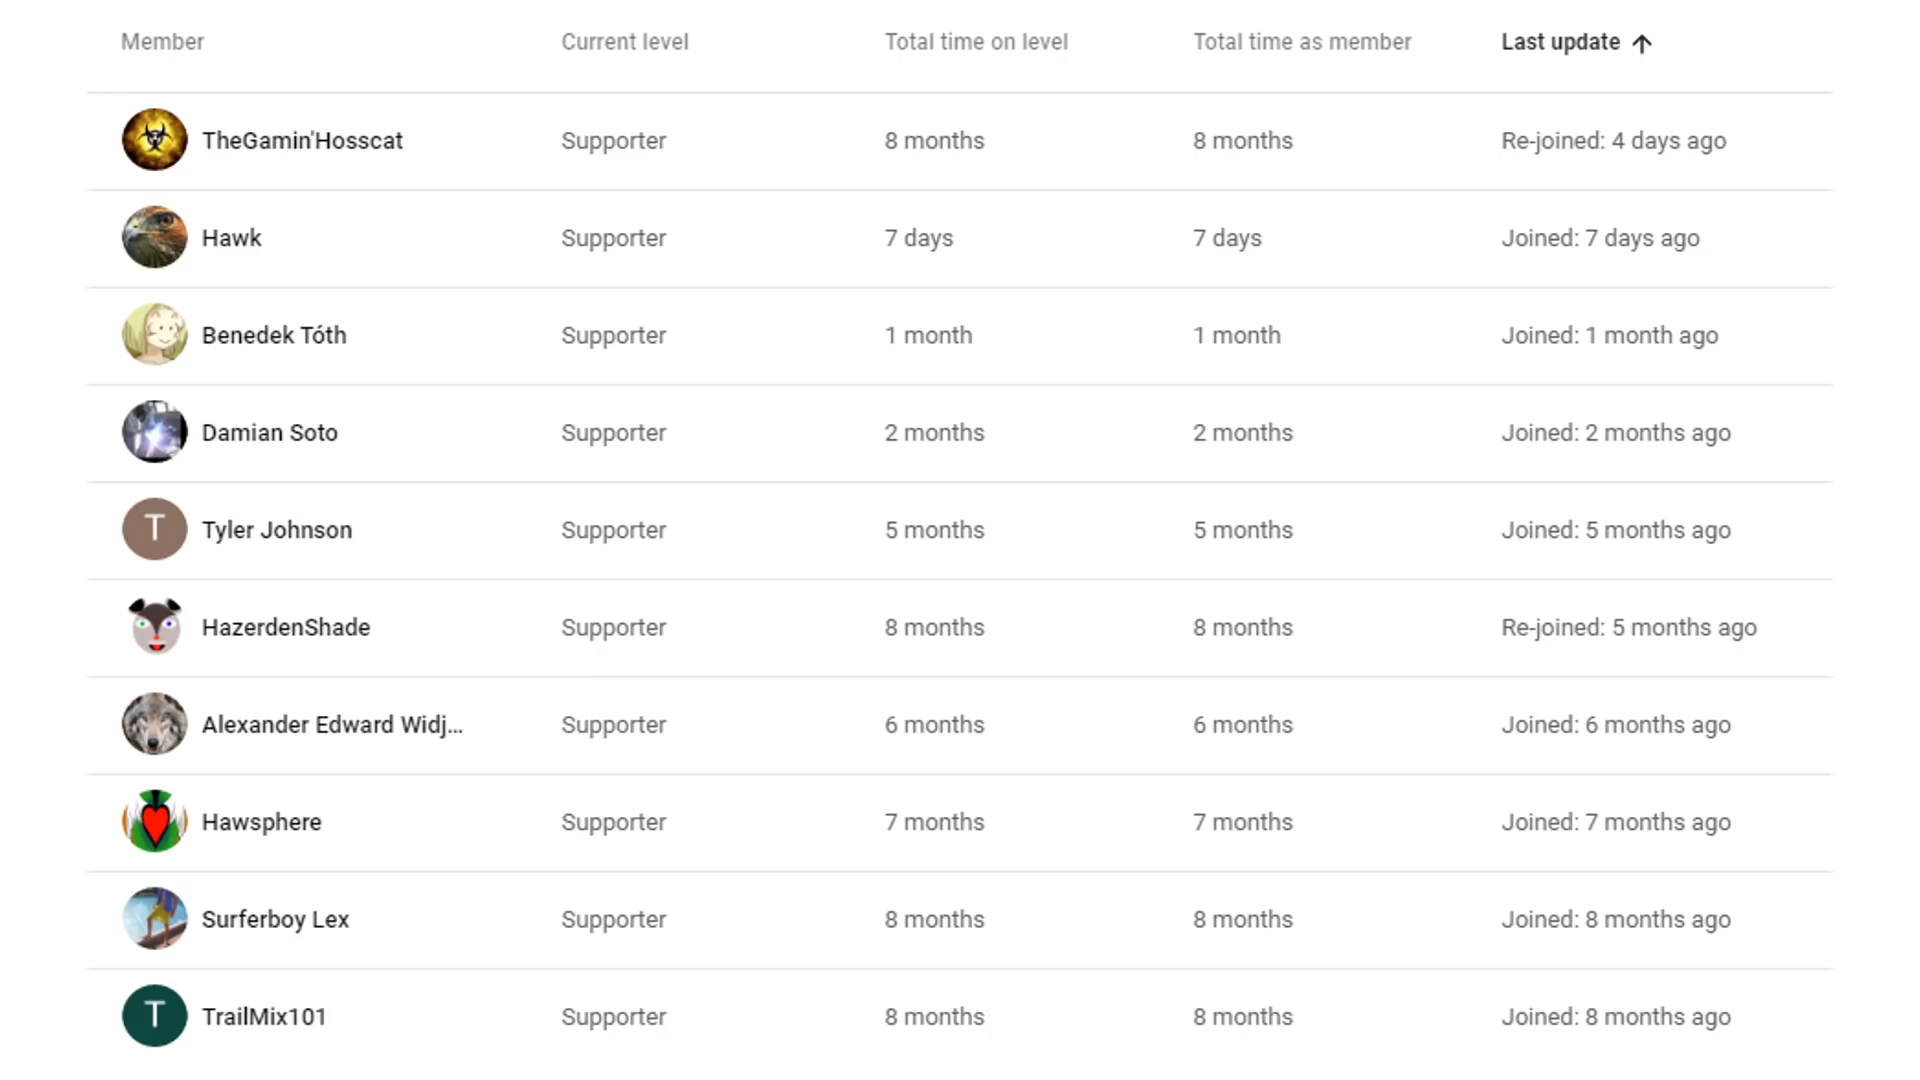 Member Current level Total time on level Total time as member Last update
TheGamin'Hosscat Supporter 8 months 8 months Re-joined: 4 days ago
Hawk Supporter 7 days 7 days Joined: 7 days ago
Benedek Tóth Supporter 1 month 1 month Joined: 1 month ago
Damian Soto Supporter 2 months 2 months Joined: 2 months ago
T Tyler Johnson Supporter 5 months 5 months Joined: 5 months ago
HazerdenShade Supporter 8 months 8 months Re-joined: 5 months ago
Alexander Edward Widj... Supporter 6 months 6 months Joined: 6 months ago
Hawsphere Supporter 7 months 7 months Joined: 7 months ago
Surferboy Lex Supporter 8 months 8 months Joined: 8 months ago
T TrailMix101 Supporter 8 months 8 months Joined: 8 months ago